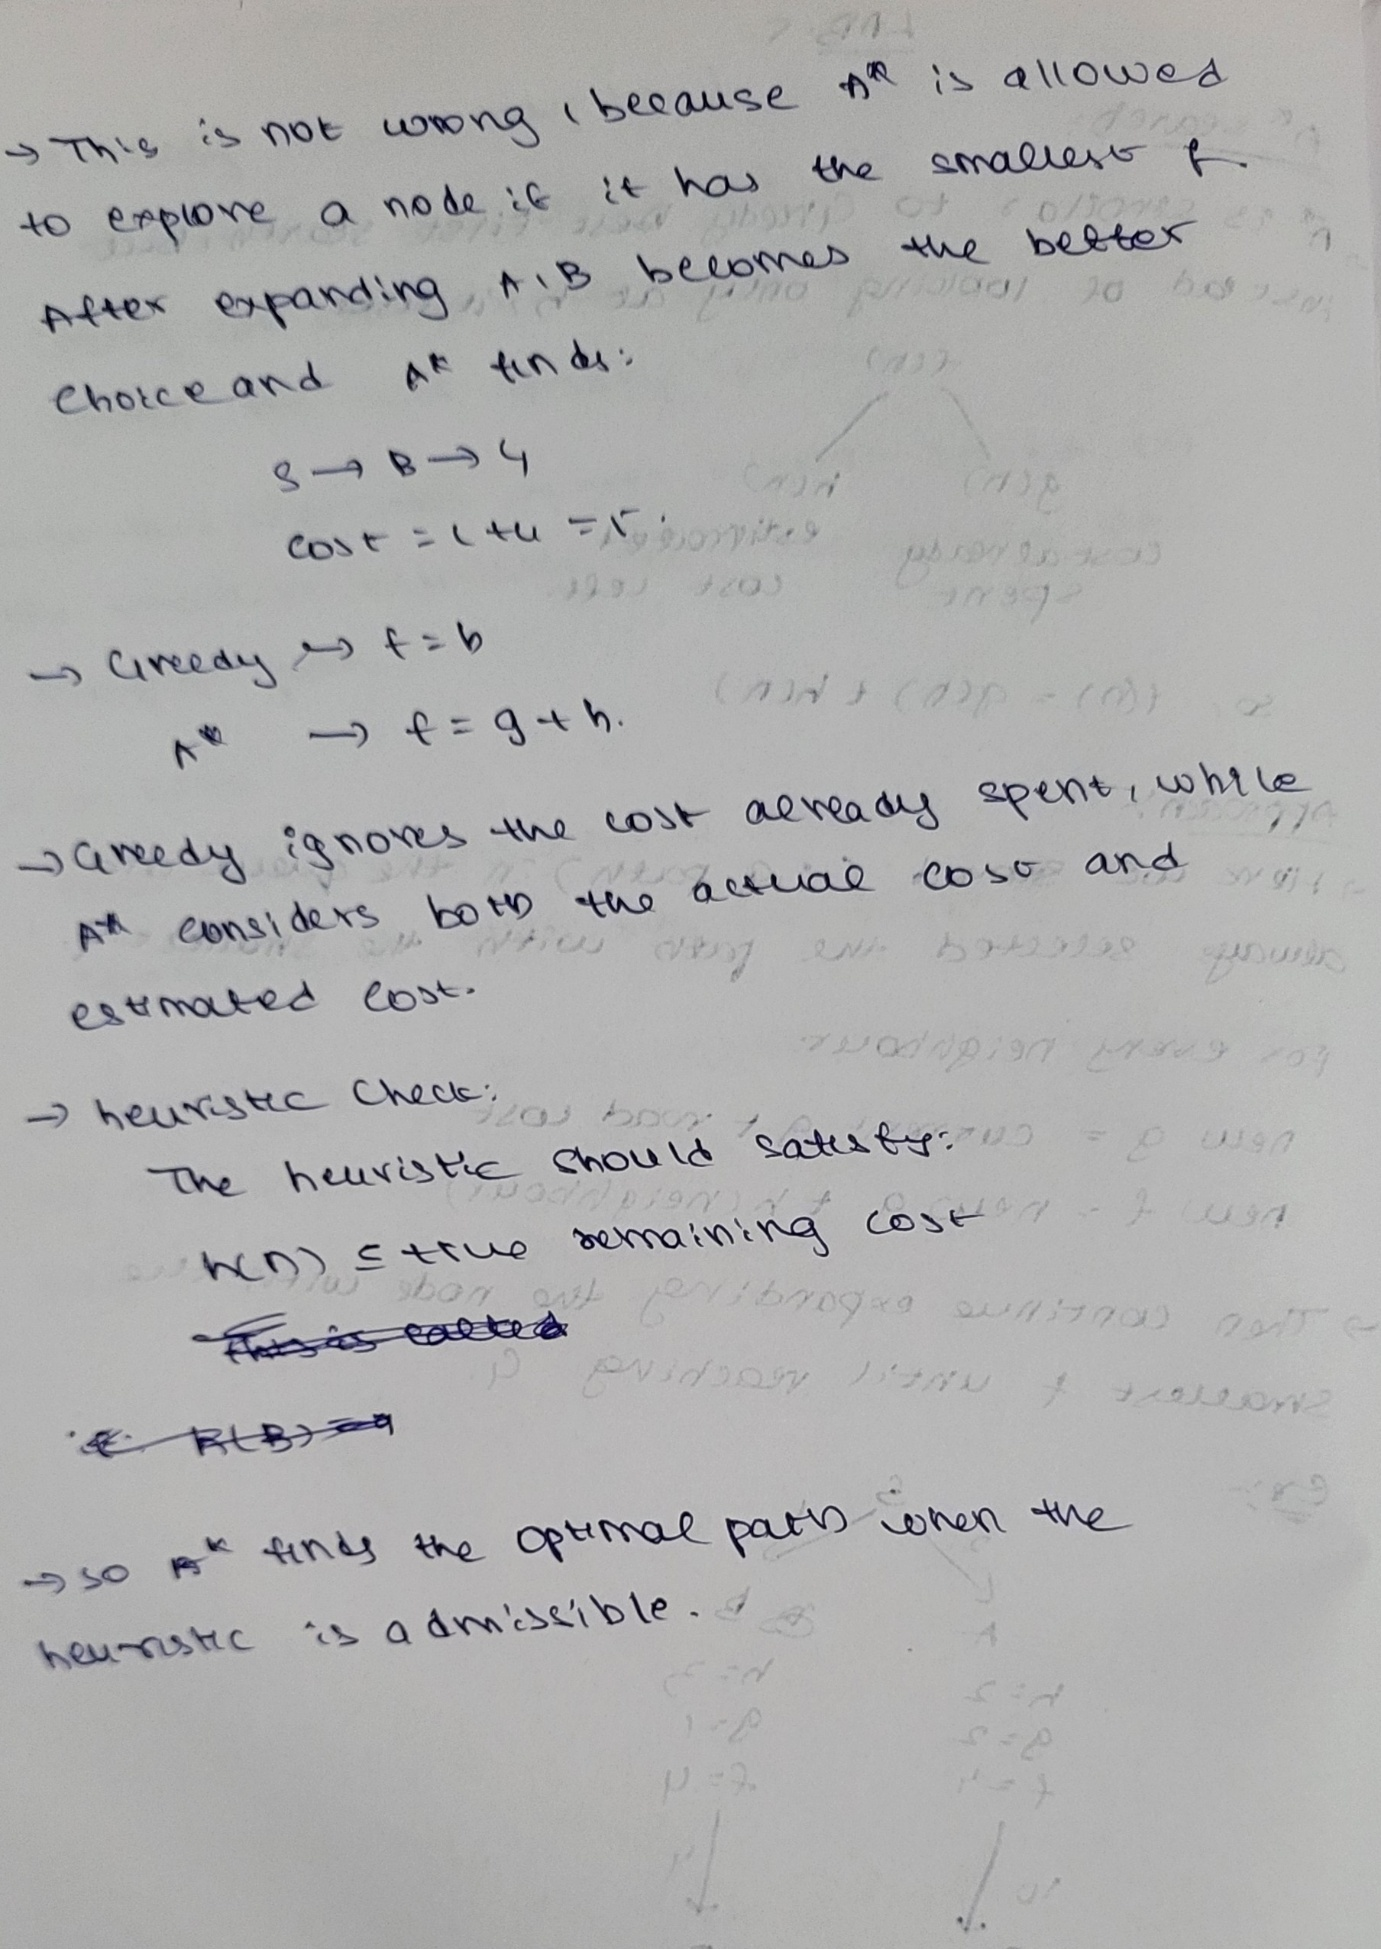 → This is not wrong, because A* is allowed
to explore a node if it has the smallest f.
After expanding A, B becomes the better
choice and A* finds:
S → B → G
cost = 1 + 4 = 5.
→ Greedy → f = h
A* → f = g + h.
→ Greedy ignores the cost already spent, while
A* considers both the actual cost and
estimated cost.
→ heuristic check:
The heuristic should satisfy:
h(n) ≤ true remaining cost
This is called
h(B) =
→ so A* finds the optimal path when the
heuristic is admissible.